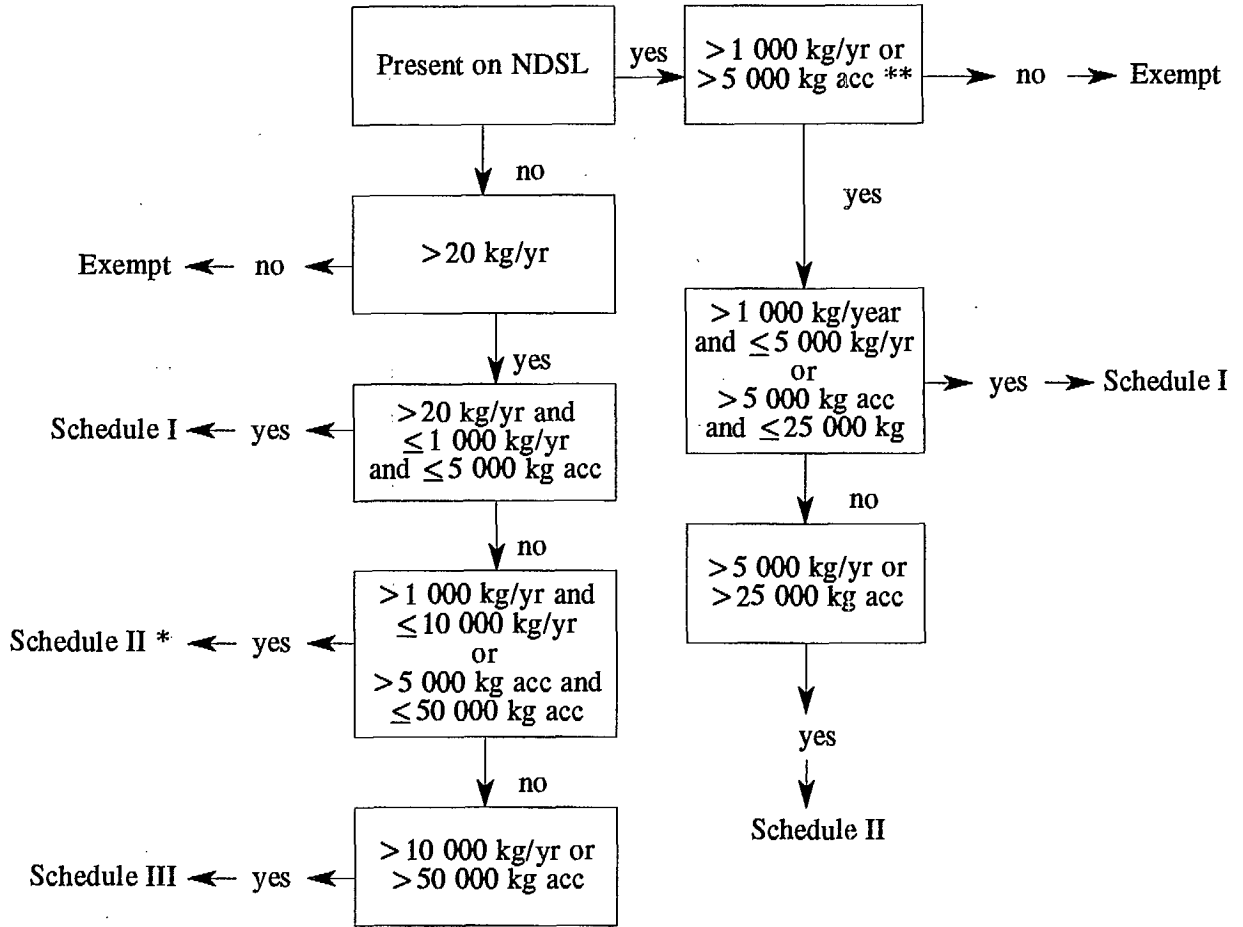 Present on NDSL
yes
>1 000 kg/yr or
>5 000 kg acc **
no
Exempt
no
yes
>20 kg/yr
no
Exempt
yes
>1 000 kg/year
and ≤5 000 kg/yr
or
>5 000 kg acc
and ≤25 000 kg
yes
Schedule I
>20 kg/yr and
≤1 000 kg/yr
and ≤5 000 kg acc
yes
Schedule I
no
no
>5 000 kg/yr or
>25 000 kg acc
>1 000 kg/yr and
≤10 000 kg/yr
or
>5 000 kg acc and
≤50 000 kg acc
yes
Schedule II *
yes
Schedule II
no
>10 000 kg/yr or
>50 000 kg acc
yes
Schedule III